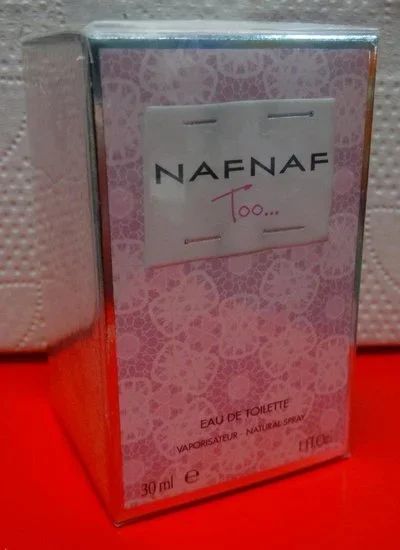 NAFNAF
Too...
EAU DE TOILETTE
VAPORISATEUR - NATURAL SPRAY
30 ml e